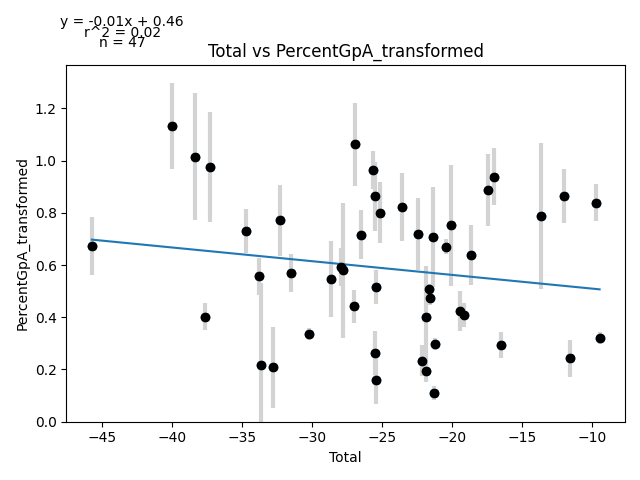 y = -0.01x + 0.46
r^2 = 0.02
n = 47
Total vs PercentGpA_transformed
PercentGpA_transformed
1.2
1.0
0.8
0.6
0.4
0.2
0.0
−45 −40 −35 −30 −25 −20 −15 −10
Total